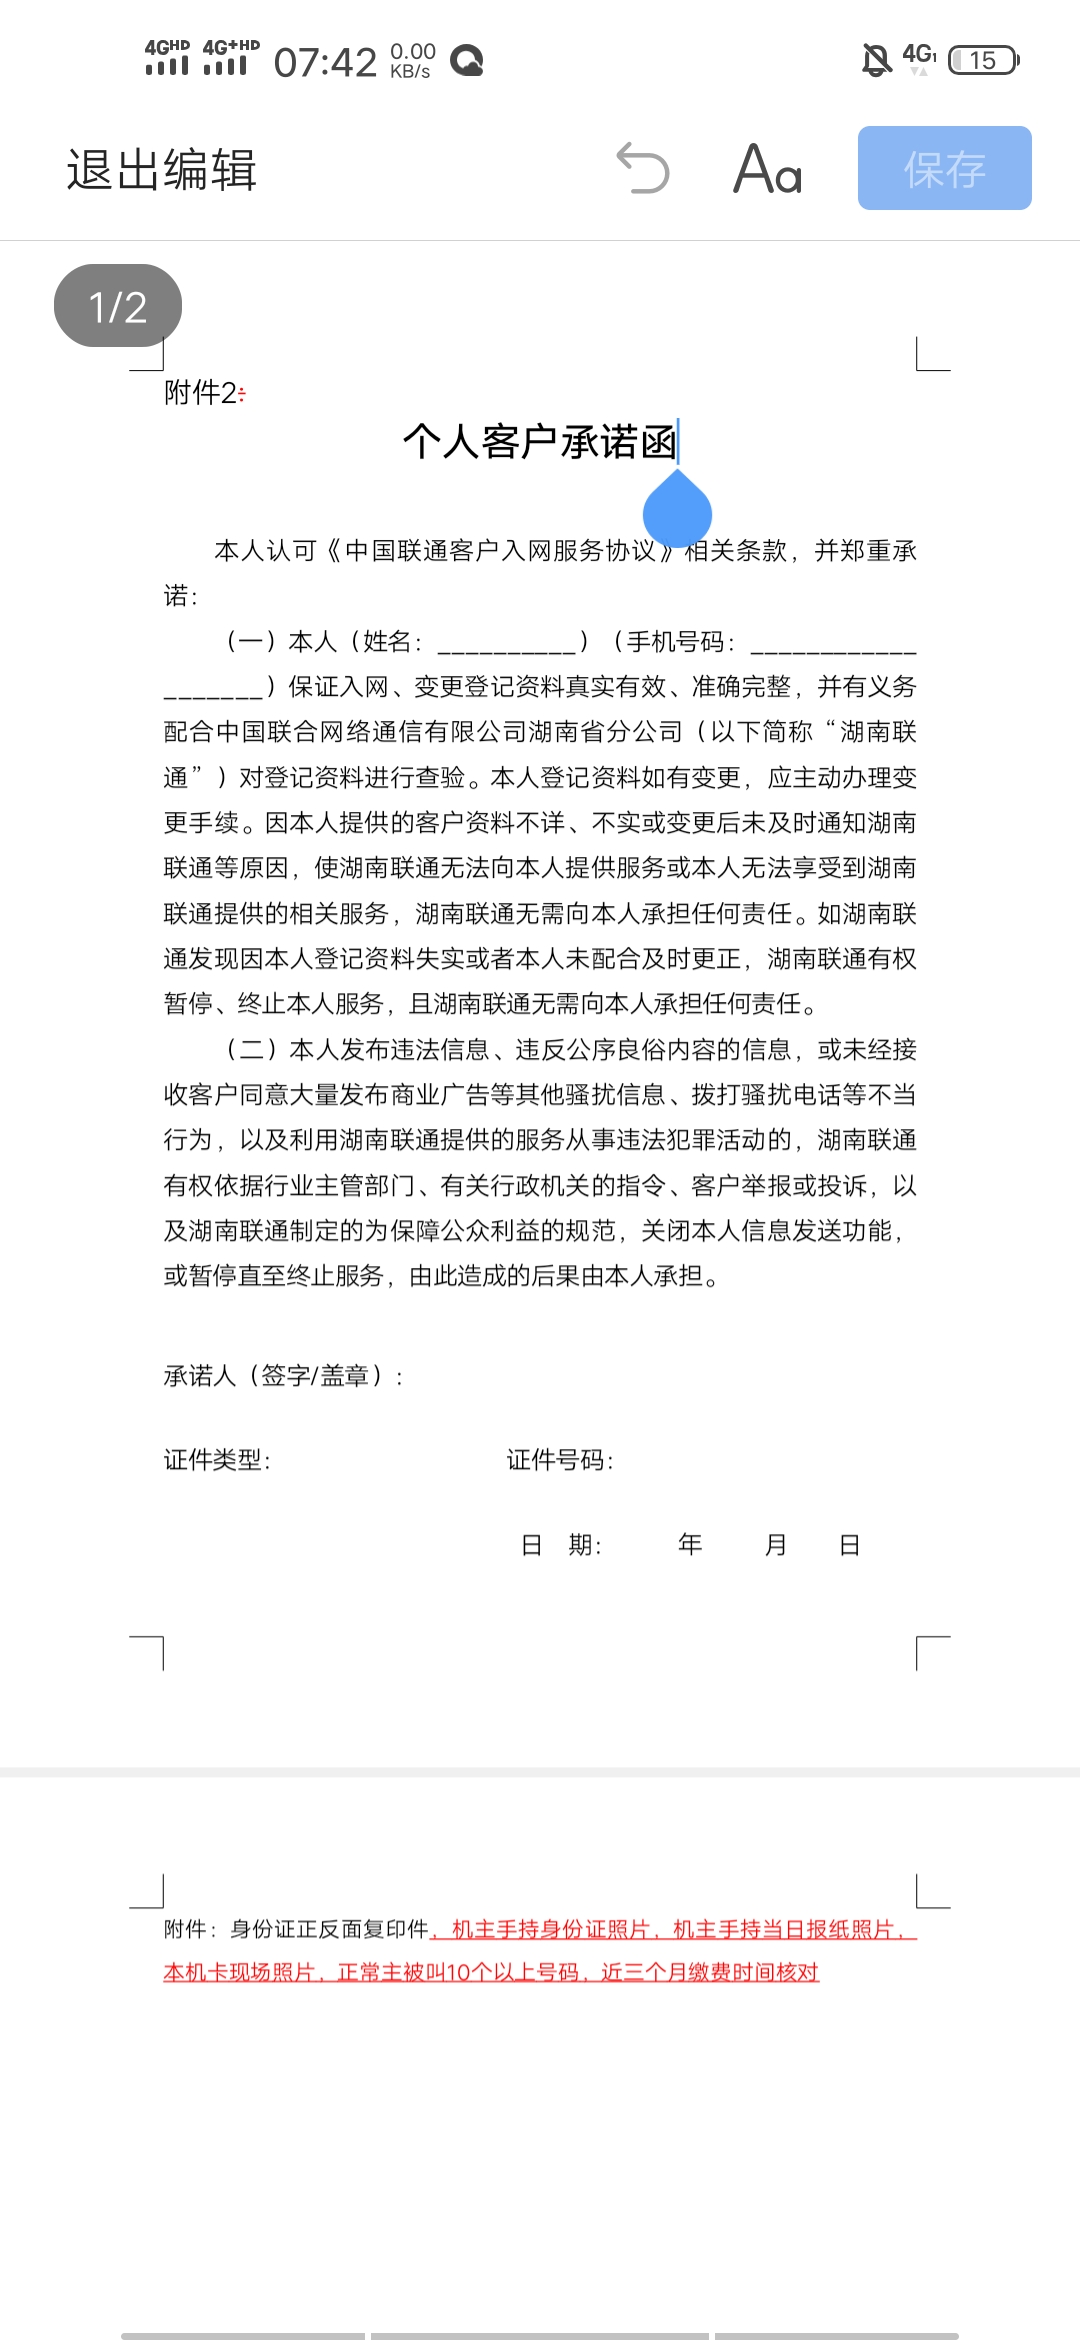 4GHD 4G+HD 07:42 0.00 KB/s 4G1 15
退出编辑 Aa 保存
1/2
附件2:
个人客户承诺函
本人认可《中国联通客户入网服务协议》相关条款，并郑重承
诺：
（一）本人（姓名：__________）（手机号码：____________
_______）保证入网、变更登记资料真实有效、准确完整，并有义务
配合中国联合网络通信有限公司湖南省分公司（以下简称“湖南联
通”）对登记资料进行查验。本人登记资料如有变更，应主动办理变
更手续。因本人提供的客户资料不详、不实或变更后未及时通知湖南
联通等原因，使湖南联通无法向本人提供服务或本人无法享受到湖南
联通提供的相关服务，湖南联通无需向本人承担任何责任。如湖南联
通发现因本人登记资料失实或者本人未配合及时更正，湖南联通有权
暂停、终止本人服务，且湖南联通无需向本人承担任何责任。
（二）本人发布违法信息、违反公序良俗内容的信息，或未经接
收客户同意大量发布商业广告等其他骚扰信息、拨打骚扰电话等不当
行为，以及利用湖南联通提供的服务从事违法犯罪活动的，湖南联通
有权依据行业主管部门、有关行政机关的指令、客户举报或投诉，以
及湖南联通制定的为保障公众利益的规范，关闭本人信息发送功能，
或暂停直至终止服务，由此造成的后果由本人承担。
承诺人（签字/盖章）：
证件类型： 证件号码：
日 期： 年 月 日
附件：身份证正反面复印件，机主手持身份证照片，机主手持当日报纸照片，
本机卡现场照片，正常主被叫10个以上号码，近三个月缴费时间核对